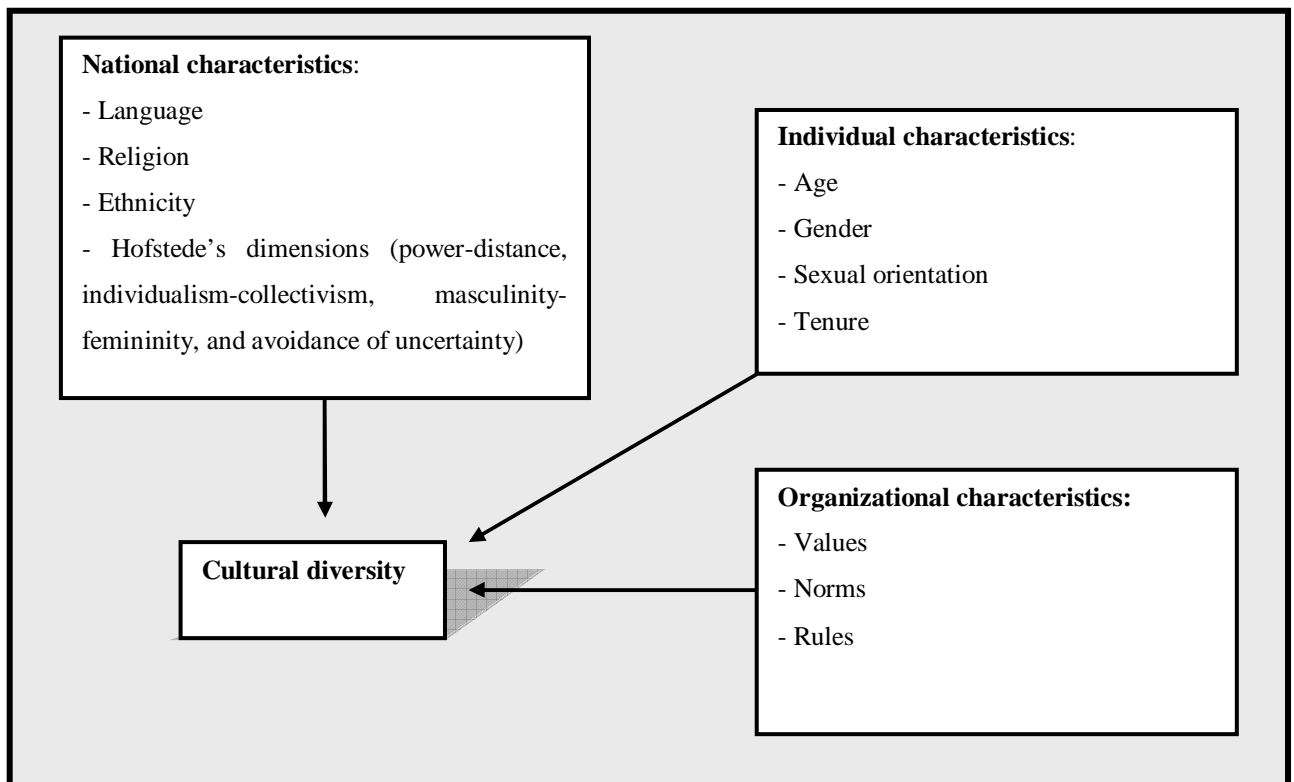 National characteristics:
- Language
- Religion
- Ethnicity
- Hofstede’s dimensions (power-distance,
individualism-collectivism, masculinity-
femininity, and avoidance of uncertainty)
Individual characteristics:
- Age
- Gender
- Sexual orientation
- Tenure
Organizational characteristics:
- Values
- Norms
- Rules
Cultural diversity